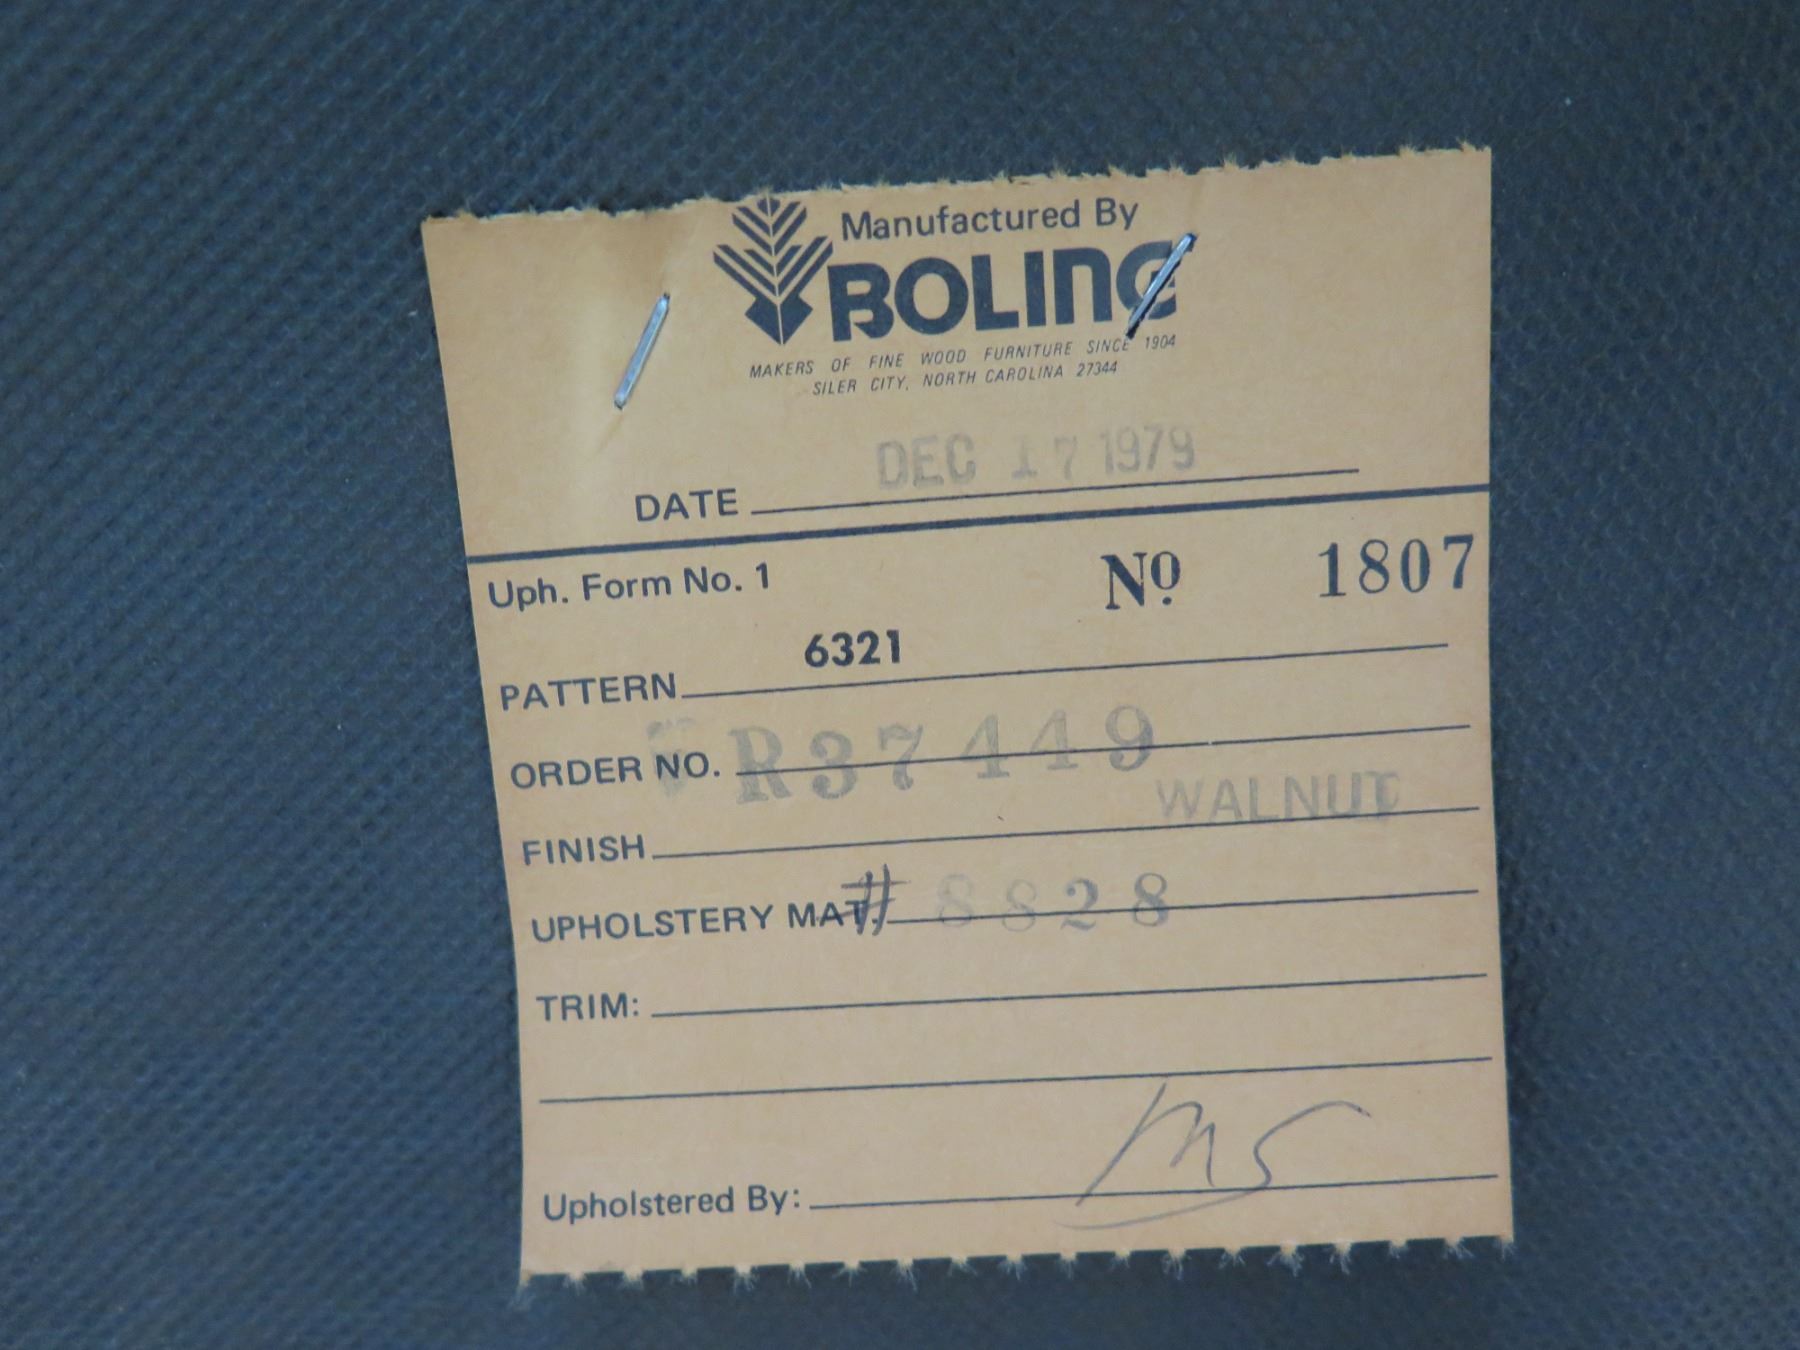 Manufactured By
BOLING
MAKERS OF FINE WOOD FURNITURE SINCE 1904
SILER CITY, NORTH CAROLINA 27344
DATE DEC 17 1979
Uph. Form No. 1 No. 1807
PATTERN 6321
ORDER NO. R37449
FINISH WALNUT
UPHOLSTERY MAT. # 8828
TRIM:
Upholstered By: MS